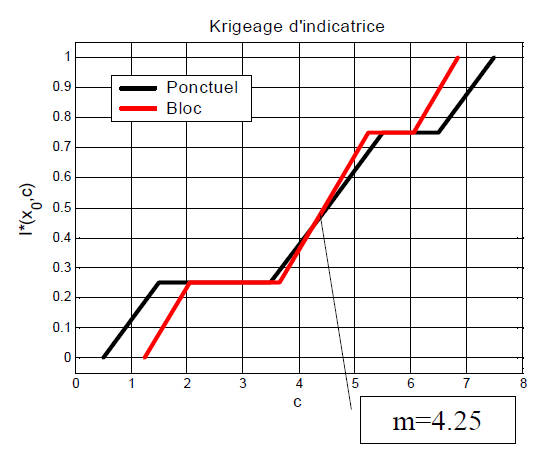 Krigeage d'indicatrice
Ponctuel
Bloc
I*(x0,c)
1
0.9
0.8
0.7
0.6
0.5
0.4
0.3
0.2
0.1
0
0 1 2 3 4 5 6 7 8
c
m=4.25